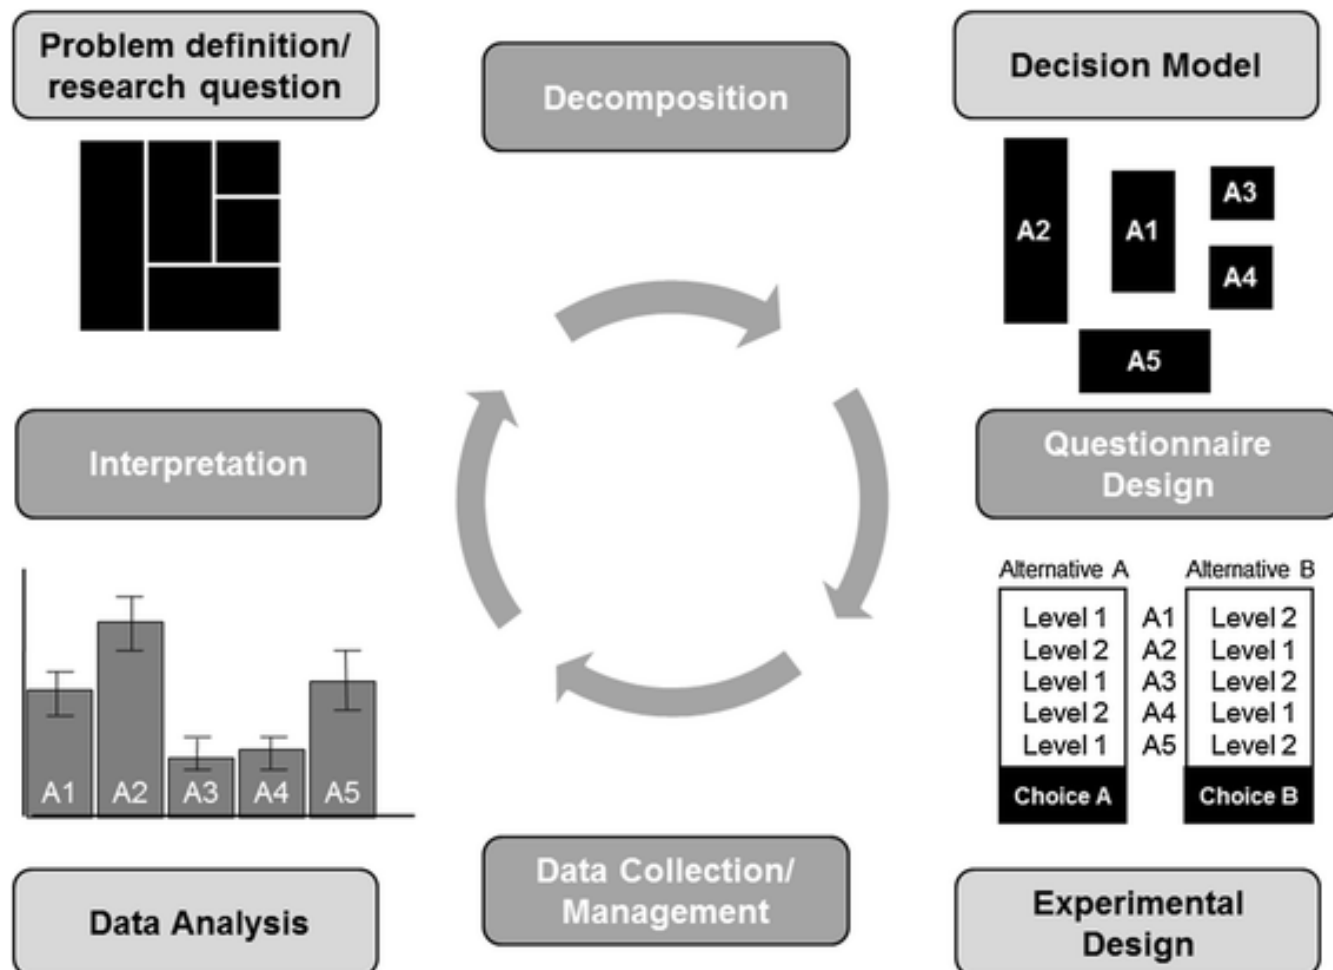 Problem definition/
research question
Decomposition
Decision Model
A2
A1
A3
A4
A5
Interpretation
Questionnaire
Design
Alternative A
Alternative B
Level 1 A1 Level 2
Level 2 A2 Level 1
Level 1 A3 Level 2
Level 2 A4 Level 1
Level 1 A5 Level 2
Choice A
Choice B
A1 A2 A3 A4 A5
Data Analysis
Data Collection/
Management
Experimental
Design